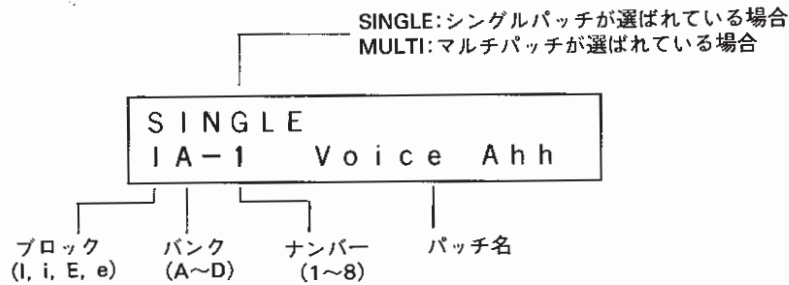 SINGLE:シングルパッチが選ばれている場合
MULTI:マルチパッチが選ばれている場合
SINGLE
IA-1 Voice Ahh
ブロック バンク ナンバー パッチ名
(I, i, E, e) (A~D) (1~8)